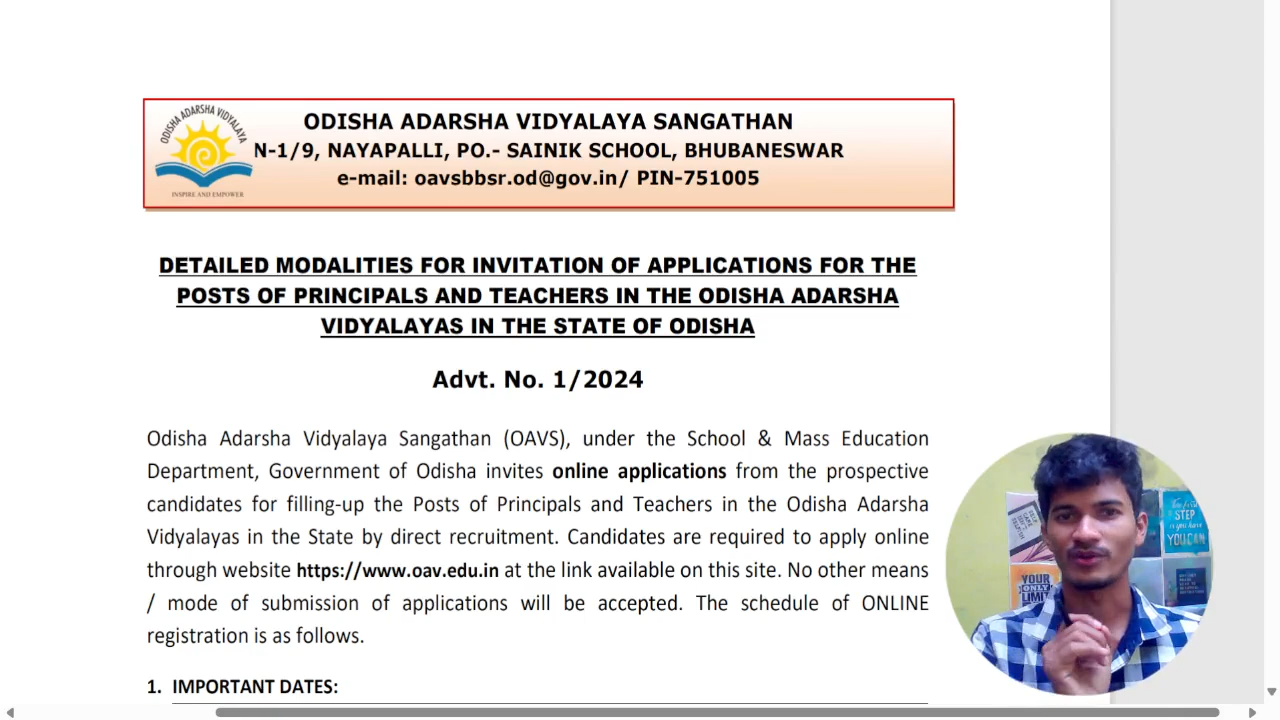 ODISHA ADARSHA VIDYALAYA
INSPIRE AND EMPOWER
ODISHA ADARSHA VIDYALAYA SANGATHAN
N-1/9, NAYAPALLI, PO.- SAINIK SCHOOL, BHUBANESWAR
e-mail: oavsbbsr.od@gov.in/ PIN-751005
DETAILED MODALITIES FOR INVITATION OF APPLICATIONS FOR THE
POSTS OF PRINCIPALS AND TEACHERS IN THE ODISHA ADARSHA
VIDYALAYAS IN THE STATE OF ODISHA
Advt. No. 1/2024
Odisha Adarsha Vidyalaya Sangathan (OAVS), under the School & Mass Education
Department, Government of Odisha invites online applications from the prospective
candidates for filling-up the Posts of Principals and Teachers in the Odisha Adarsha
Vidyalayas in the State by direct recruitment. Candidates are required to apply online
through website https://www.oav.edu.in at the link available on this site. No other means
/ mode of submission of applications will be accepted. The schedule of ONLINE
registration is as follows.
1. IMPORTANT DATES:
STEP
YOU CAN
YOUR
ONLY
LIMIT